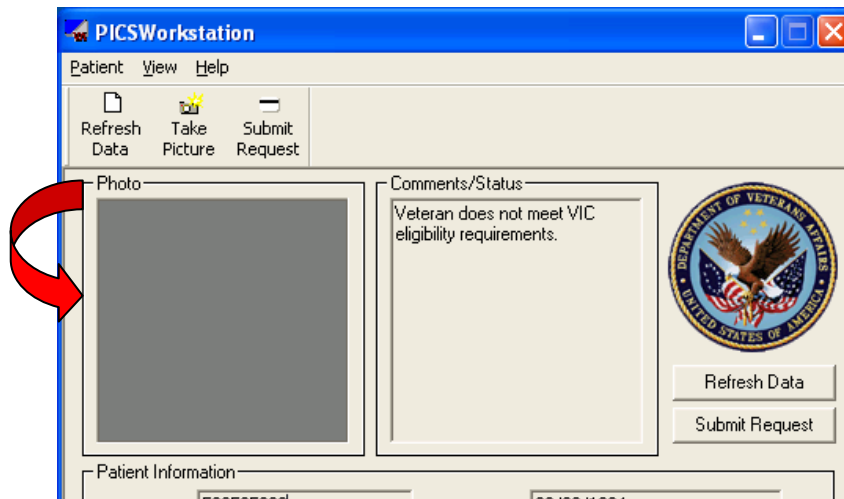 PICSWorkstation
Patient View Help
Refresh Data
Take Picture
Submit Request
Photo
Comments/Status
Veteran does not meet VIC
eligibility requirements.
DEPARTMENT OF VETERANS AFFAIRS
UNITED STATES OF AMERICA
Refresh Data
Submit Request
Patient Information